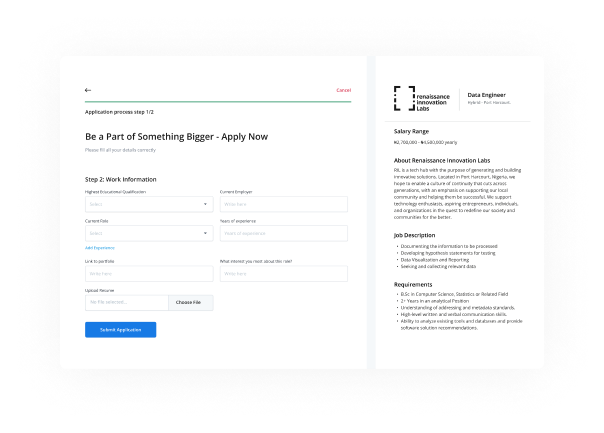 Cancel
Application process step 1/2
Be a Part of Something Bigger - Apply Now
Please fill all your details correctly
Step 2: Work Information
Highest Educational Qualification
Current Employer
Select
Write here
Current Role
Years of experience
Select
Years of experience
Add Experience
Link to portfolio
What interest you most about this role?
Write here
Write here
Upload Resume
No file selected...
Choose File
Submit Application
renaissance
innovation
Labs
Data Engineer
Hybrid - Port Harcourt
Salary Range
₦2,700,000 - ₦4,500,000 yearly
About Renaissance Innovation Labs
RIL is a tech hub with the purpose of generating and building
innovative solutions. Located in Port Harcourt, Nigeria, we
hope to enable a culture of continuity that cuts across
generations, with an emphasis on supporting our local
community and helping them be successful. We support
technology enthusiasts, aspiring entrepreneurs, individuals,
and organizations in the quest to redefine our society and
communities for the better.
Job Description
• Documenting the information to be processed
• Developing hypothesis statements for testing
• Data Visualisation and Reporting
• Seeking and collecting relevant data
Requirements
• B.Sc in Computer Science, Statistics or Related Field
• 2+ Years in an analytical Position
• Understanding of addressing and metadata standards.
• High-level written and verbal communication skills.
• Ability to analyze existing tools and databases and provide
software solution recommendations.